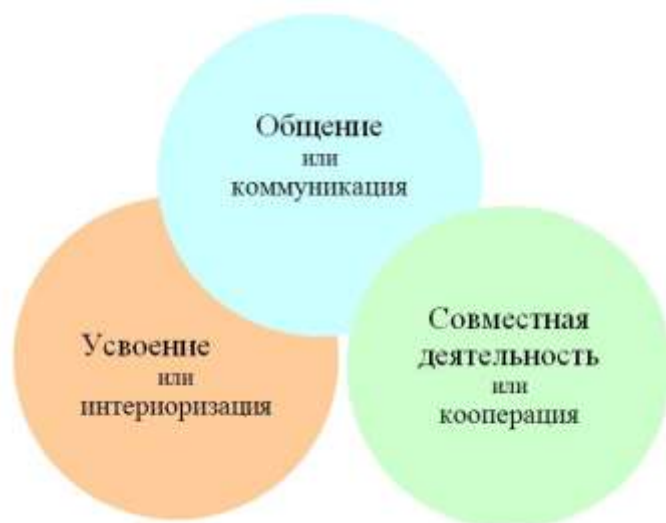 Общение
или
коммуникация
Усвоение
или
интериоризация
Совместная
деятельность
или
кооперация